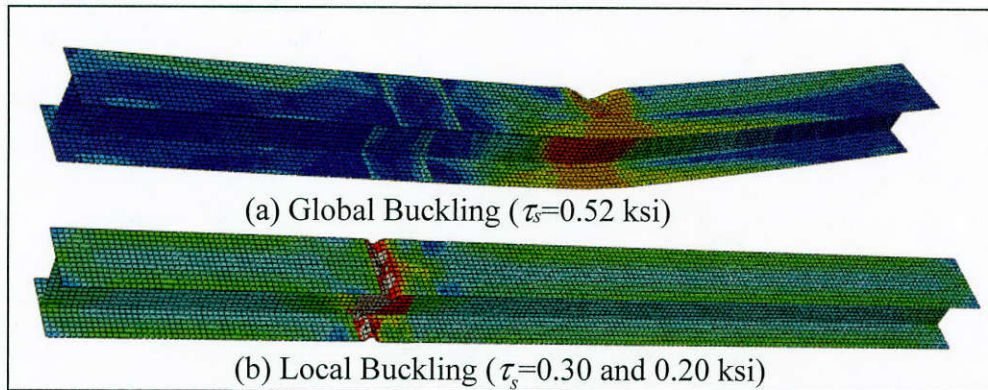 (a) Global Buckling (τs=0.52 ksi)
(b) Local Buckling (τs=0.30 and 0.20 ksi)